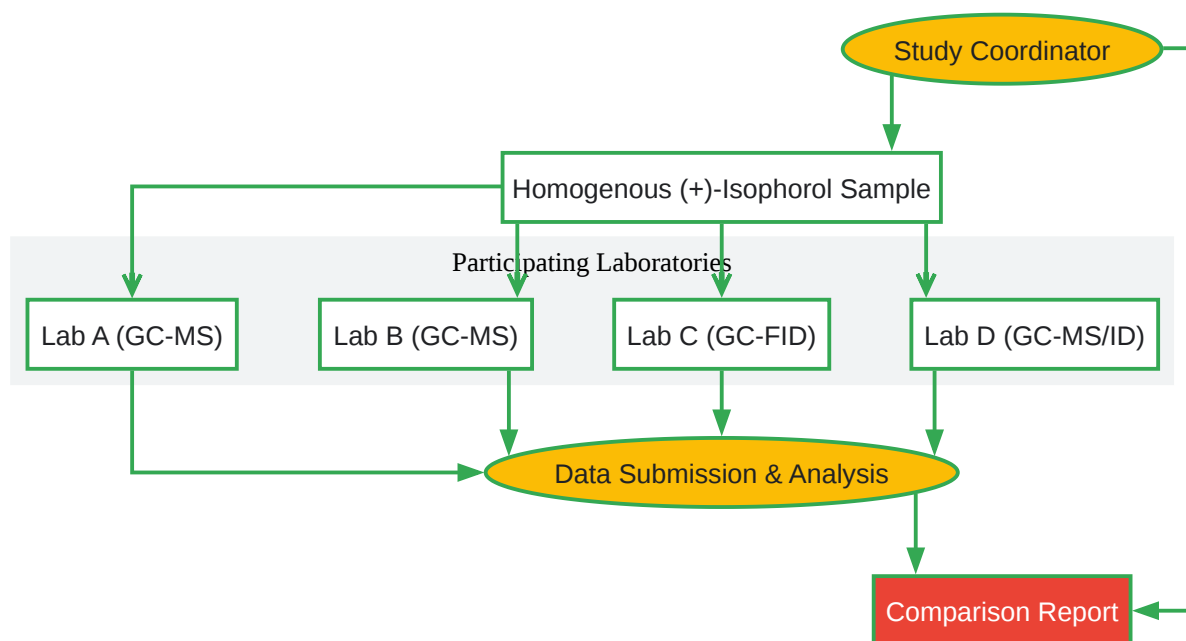 Study Coordinator
Homogenous (+)-Isophorol Sample
Participating Laboratories
Lab A (GC-MS)
Lab B (GC-MS)
Lab C (GC-FID)
Lab D (GC-MS/ID)
Data Submission & Analysis
Comparison Report